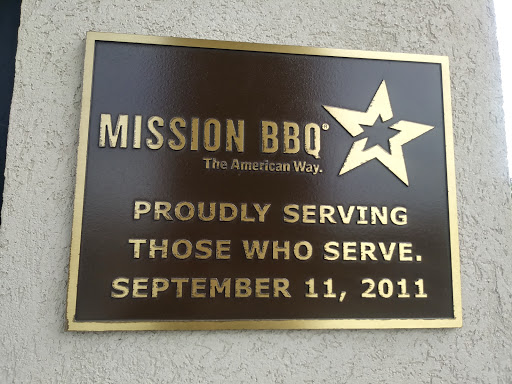 MISSION BBQ®
The American Way.
PROUDLY SERVING
THOSE WHO SERVE.
SEPTEMBER 11, 2011